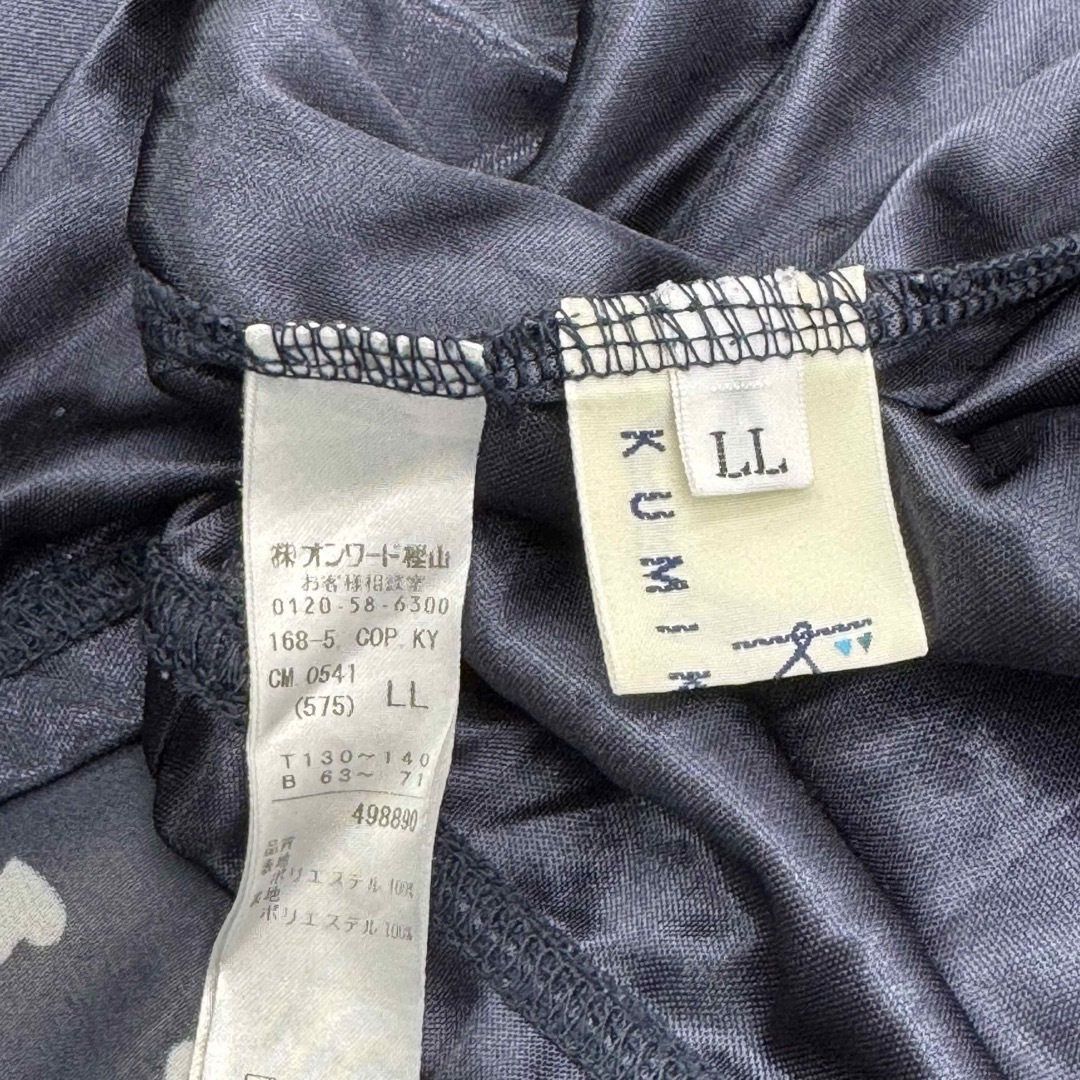 ㈱オンワード樫山
お客様相談室
0120-58-6300
168-5. COP. KY
CM. 0541
(575) LL
T130～140
B 63～ 71
498890
品質
表地
ポリエステル 100%
裏地
ポリエステル 100%
LL
KUMIK